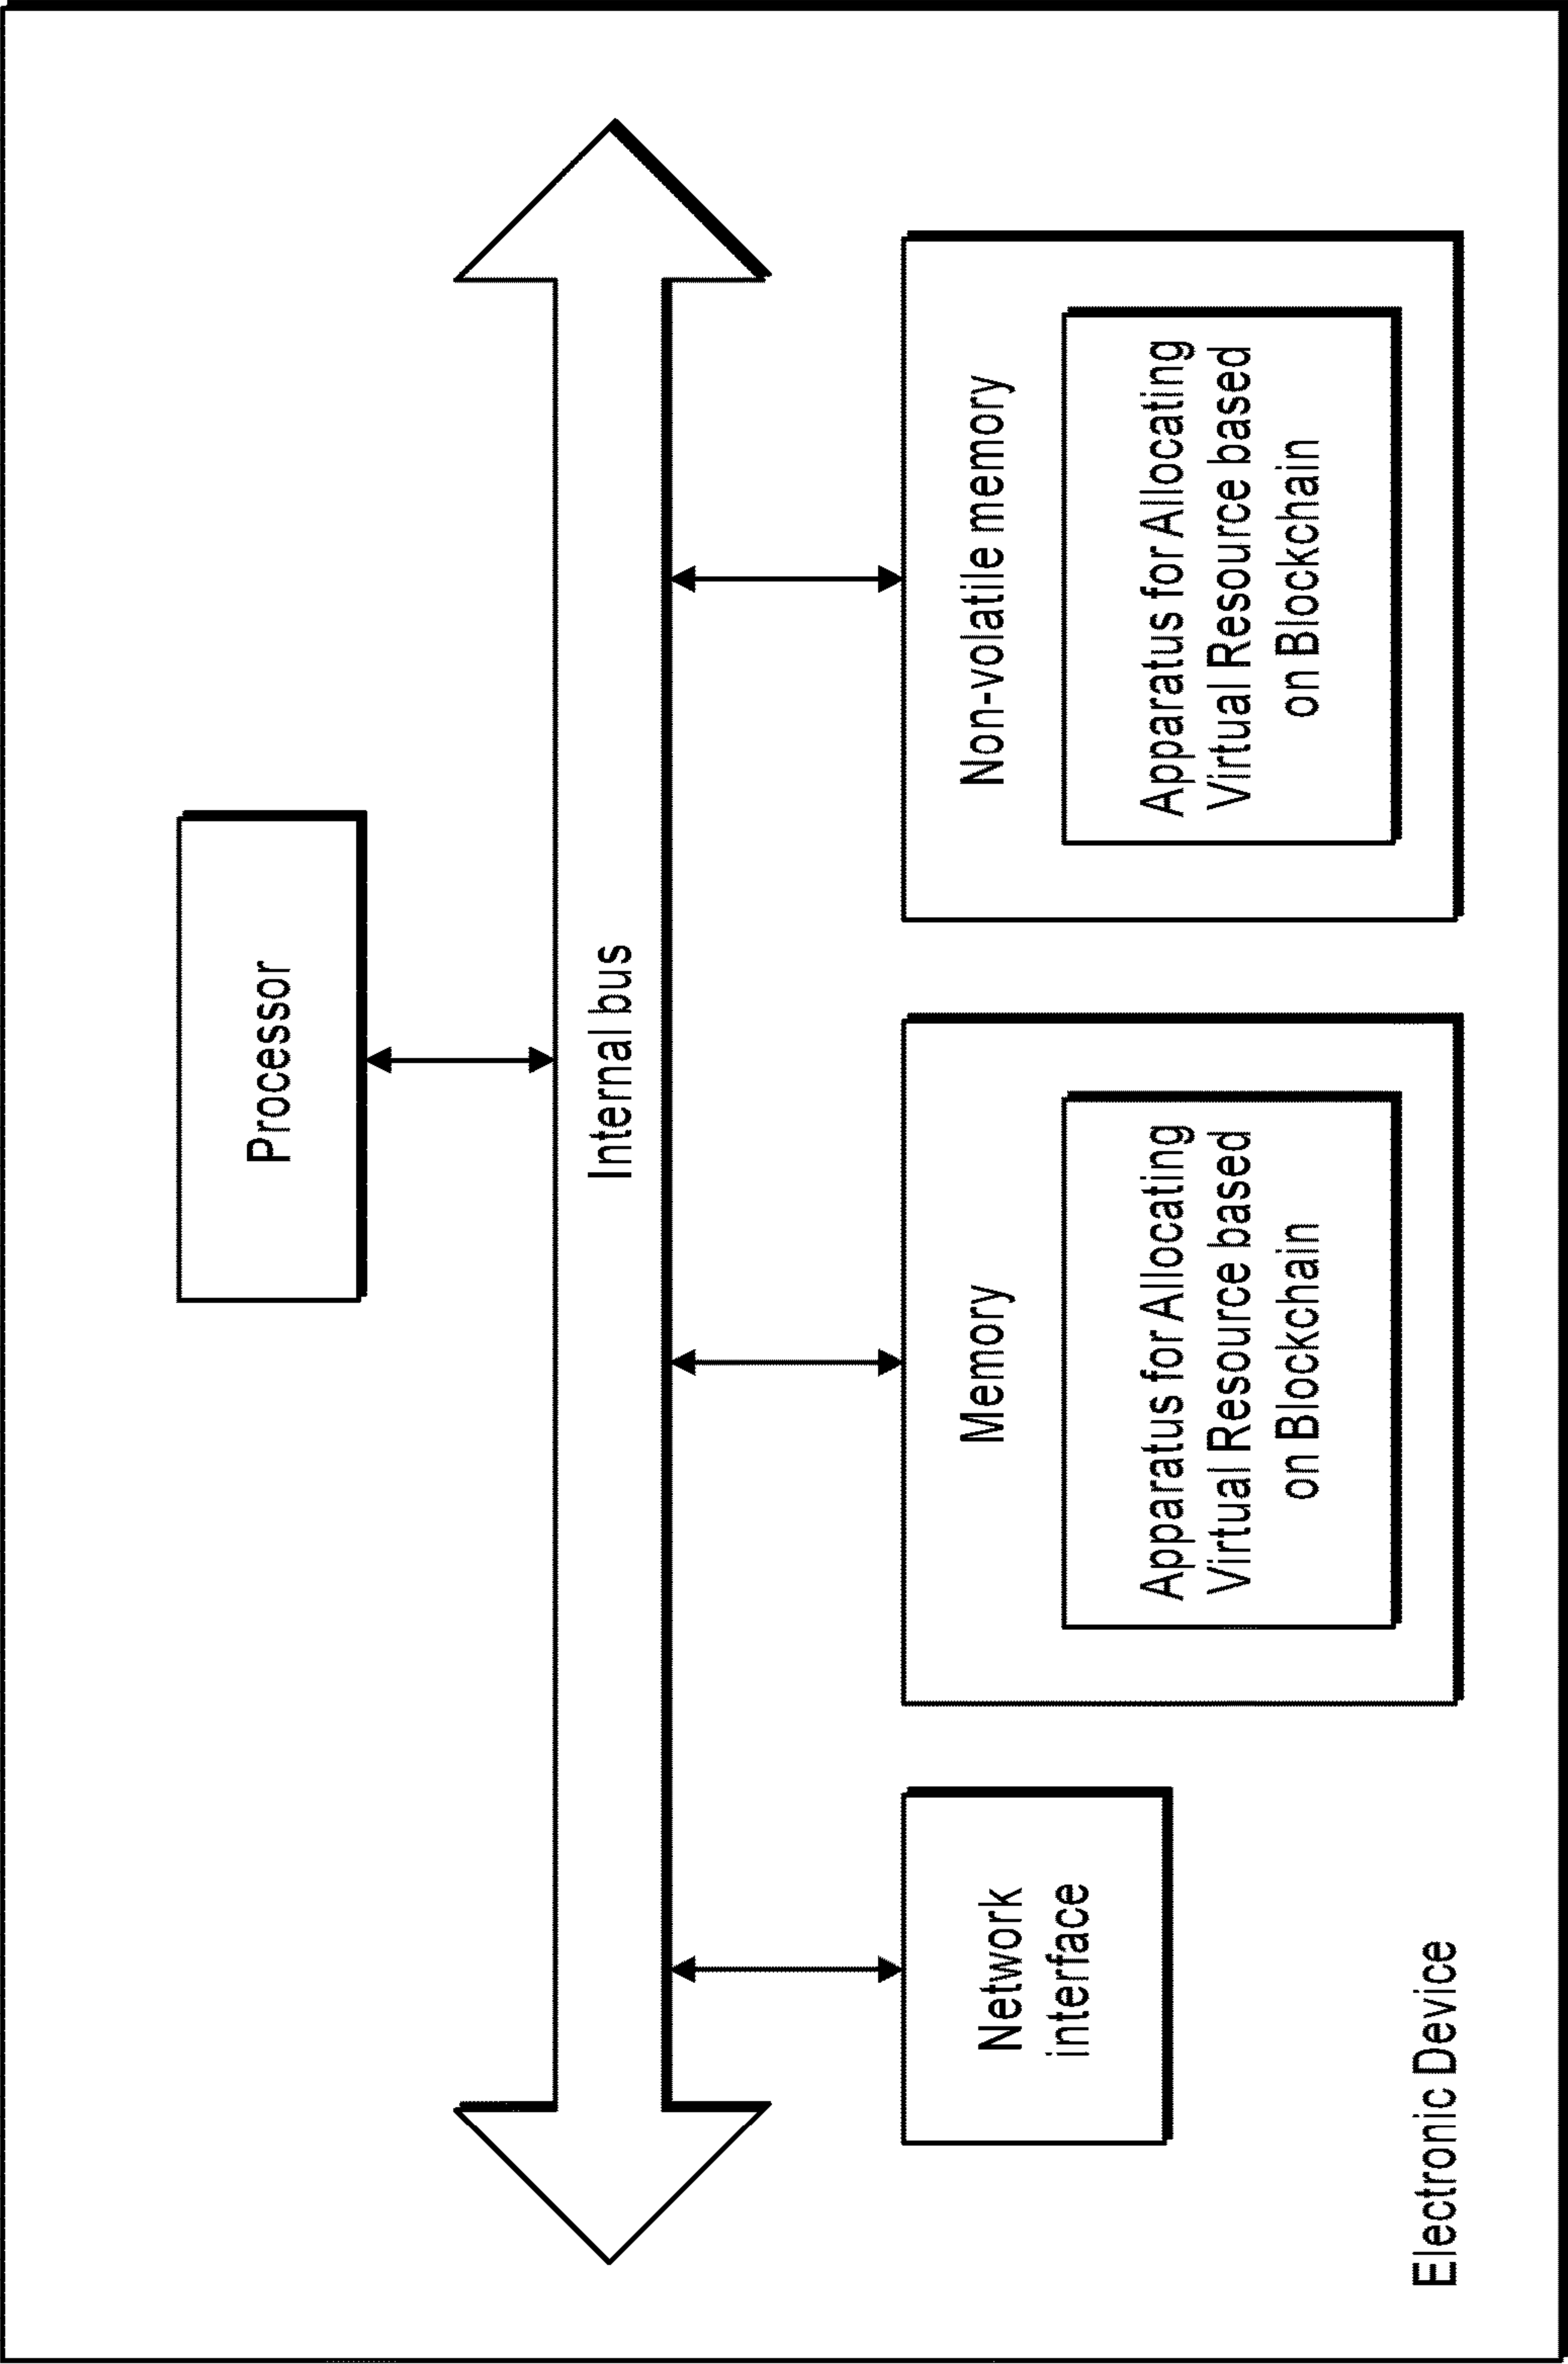 Processor
Internal bus
Network
interface
Memory
Apparatus for Allocating
Virtual Resource based
on Blockchain
Non-volatile memory
Apparatus for Allocating
Virtual Resource based
on Blockchain
Electronic Device